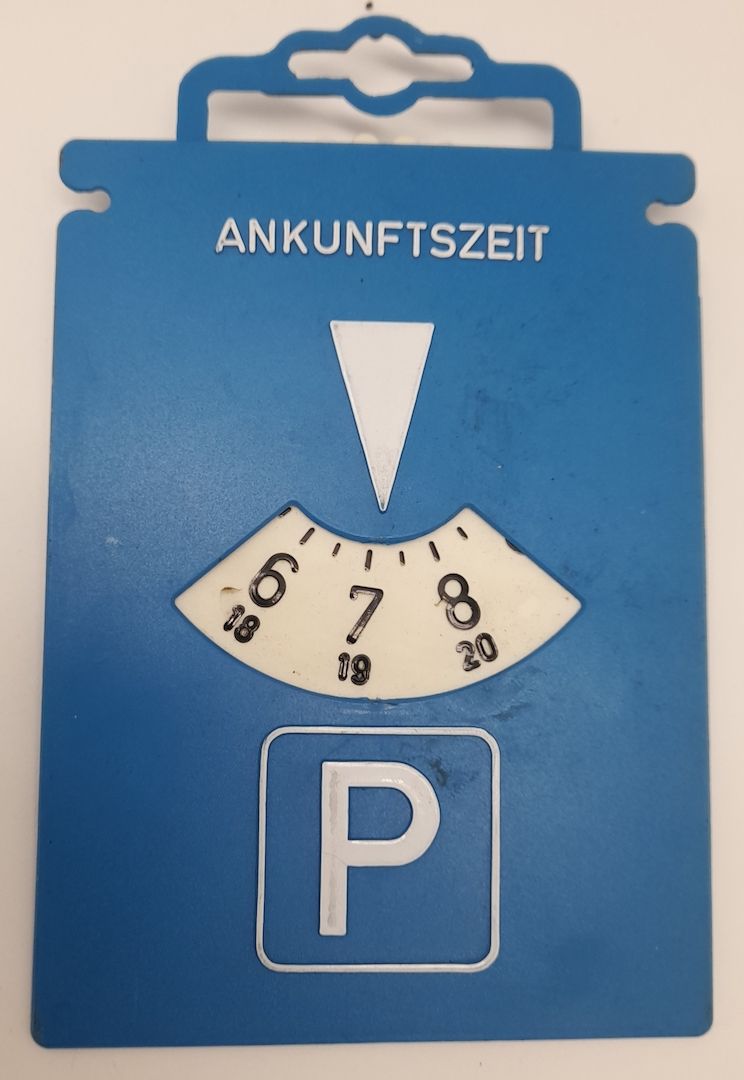 ANKUNFTSZEIT
6 7 8
18 19 20
P